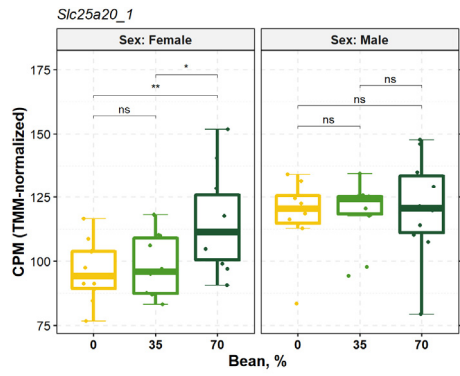 Slc25a20_1
Sex: Female
Sex: Male
CPM (TMM-normalized)
175
150
125
100
75
*
**
ns
ns
ns
ns
0
35
70
0
35
70
Bean, %